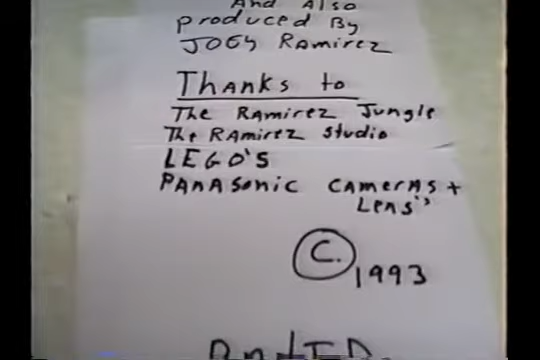 And Also
produced By
JOEY RAmirez
THANKS to
The RAmirez Jungle
The RAmirez Studio
LEGO'S
PANASonic CAmerAS +
LenS"
C. 1993